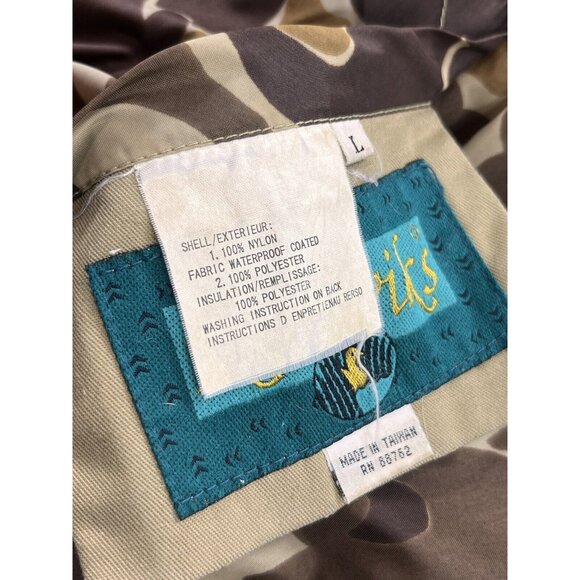 L
SHELL/EXTERIEUR:
1. 100% NYLON
FABRIC WATERPROOF COATED
2. 100% POLYESTER
INSULATION/REMPLISSAGE:
100% POLYESTER
WASHING INSTRUCTION ON BACK
INSTRUCTIONS D ENPRETIENAU RERSO
MADE IN TAIWAN
RN 88762